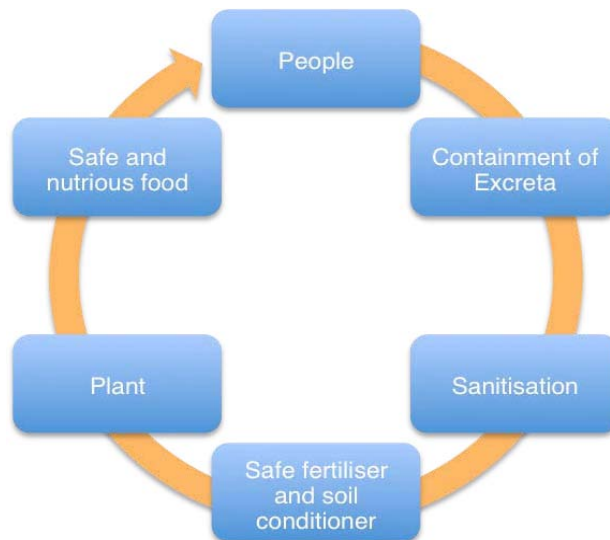 People
Containment of
Excreta
Sanitisation
Safe fertiliser
and soil
conditioner
Plant
Safe and
nutrious food